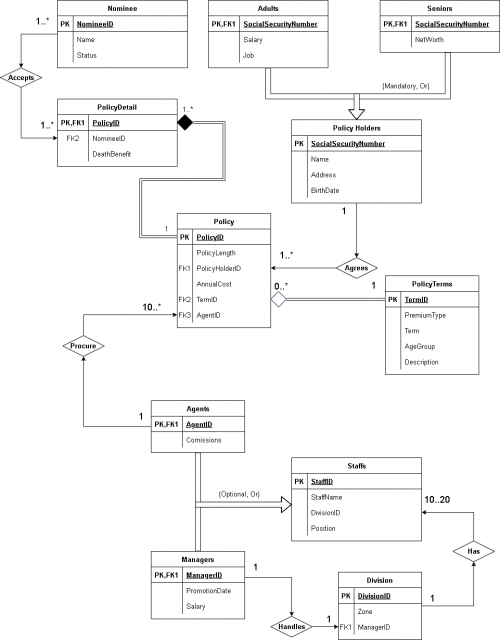 Nominee
PK NomineeID
Name
Status
Adults
PK,FK1 SocialSecurityNumber
Salary
Job
Seniors
PK,FK1 SocialSecurityNumber
NetWorth
1..*
Accepts
1..*
{Mandatory, Or}
PolicyDetail
PK,FK1 PolicyID
FK2 NomineeID
DeathBenefit
1..*
Policy Holders
PK SocialSecurityNumber
Name
Address
BirthDate
1
1
Policy
PK PolicyID
PolicyLength
FK1 PolicyHolderID
AnnualCost
FK2 TermID
FK3 AgentID
1..*
Agrees
0..*
1
PolicyTerms
PK TermID
PremiumType
Term
AgeGroup
Description
10..*
Procure
1
Agents
PK,FK1 AgentID
Comissions
{Optional, Or}
Staffs
PK StaffID
StaffName
DivisionID
Position
10..20
Has
Managers
PK,FK1 ManagerID
PromotionDate
Salary
1
Handles
1
Division
PK DivisionID
Zone
FK1 ManagerID
1